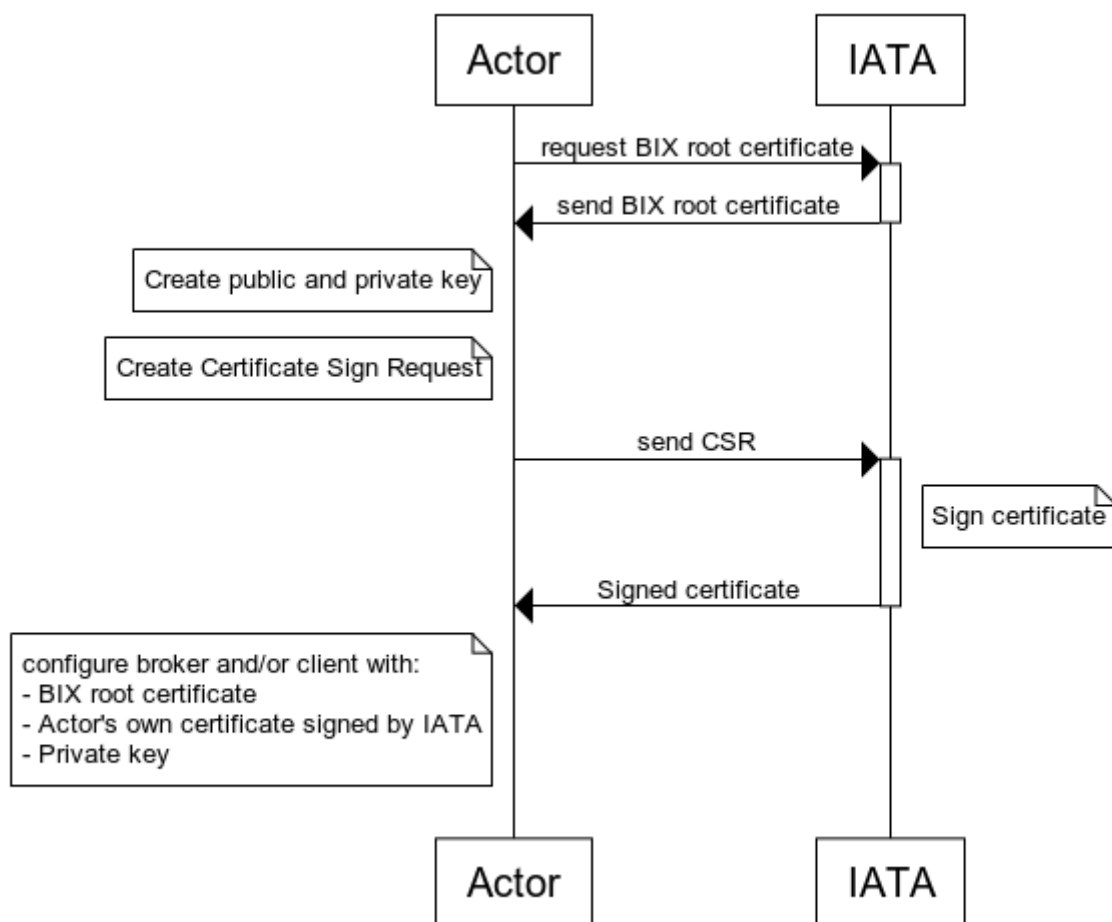 Actor
IATA
request BIX root certificate
send BIX root certificate
Create public and private key
Create Certificate Sign Request
send CSR
Sign certificate
Signed certificate
configure broker and/or client with:
- BIX root certificate
- Actor's own certificate signed by IATA
- Private key
Actor
IATA